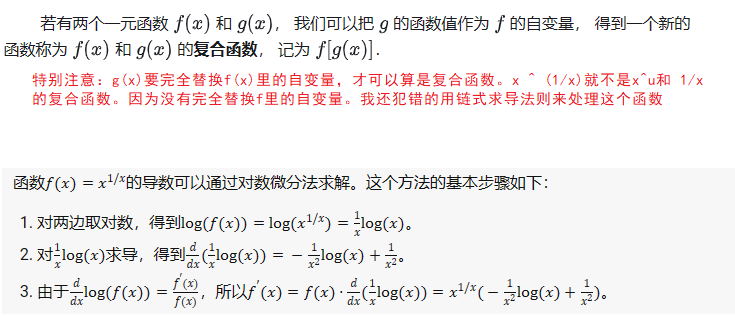 若有两个一元函数 f(x) 和 g(x)， 我们可以把 g 的函数值作为 f 的自变量， 得到一个新的
函数称为 f(x) 和 g(x) 的复合函数， 记为 f[g(x)].
特别注意：g(x)要完全替换f(x)里的自变量，才可以算是复合函数。x ^ (1/x)就不是x^u和 1/x
的复合函数。因为没有完全替换f里的自变量。我还犯错的用链式求导法则来处理这个函数
函数f(x) = x^{1/x}的导数可以通过对数微分法求解。这个方法的基本步骤如下：
1. 对两边取对数，得到log(f(x)) = log(x^{1/x}) = \frac{1}{x}log(x)。
2. 对\frac{1}{x}log(x)求导，得到\frac{d}{dx}(\frac{1}{x}log(x)) = −\frac{1}{x^2}log(x) + \frac{1}{x^2}。
3. 由于\frac{d}{dx}log(f(x)) = \frac{f'(x)}{f(x)}，所以f'(x) = f(x)·\frac{d}{dx}(\frac{1}{x}log(x)) = x^{1/x}(−\frac{1}{x^2}log(x) + \frac{1}{x^2})。